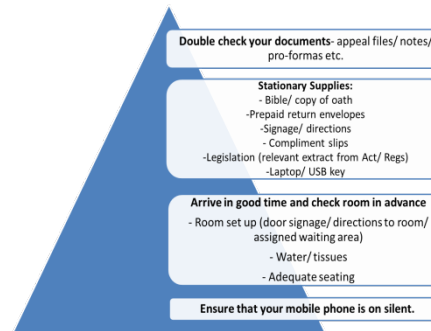 Double check your documents- appeal files/ notes/
pro-formas etc.
Stationary Supplies:
- Bible/ copy of oath
-Prepaid return envelopes
-Signage/ directions
- Compliment slips
-Legislation (relevant extract from Act/ Regs)
-Laptop/ USB key
Arrive in good time and check room in advance
- Room set up (door signage/ directions to room/
assigned waiting area)
- Water/ tissues
- Adequate seating
Ensure that your mobile phone is on silent.